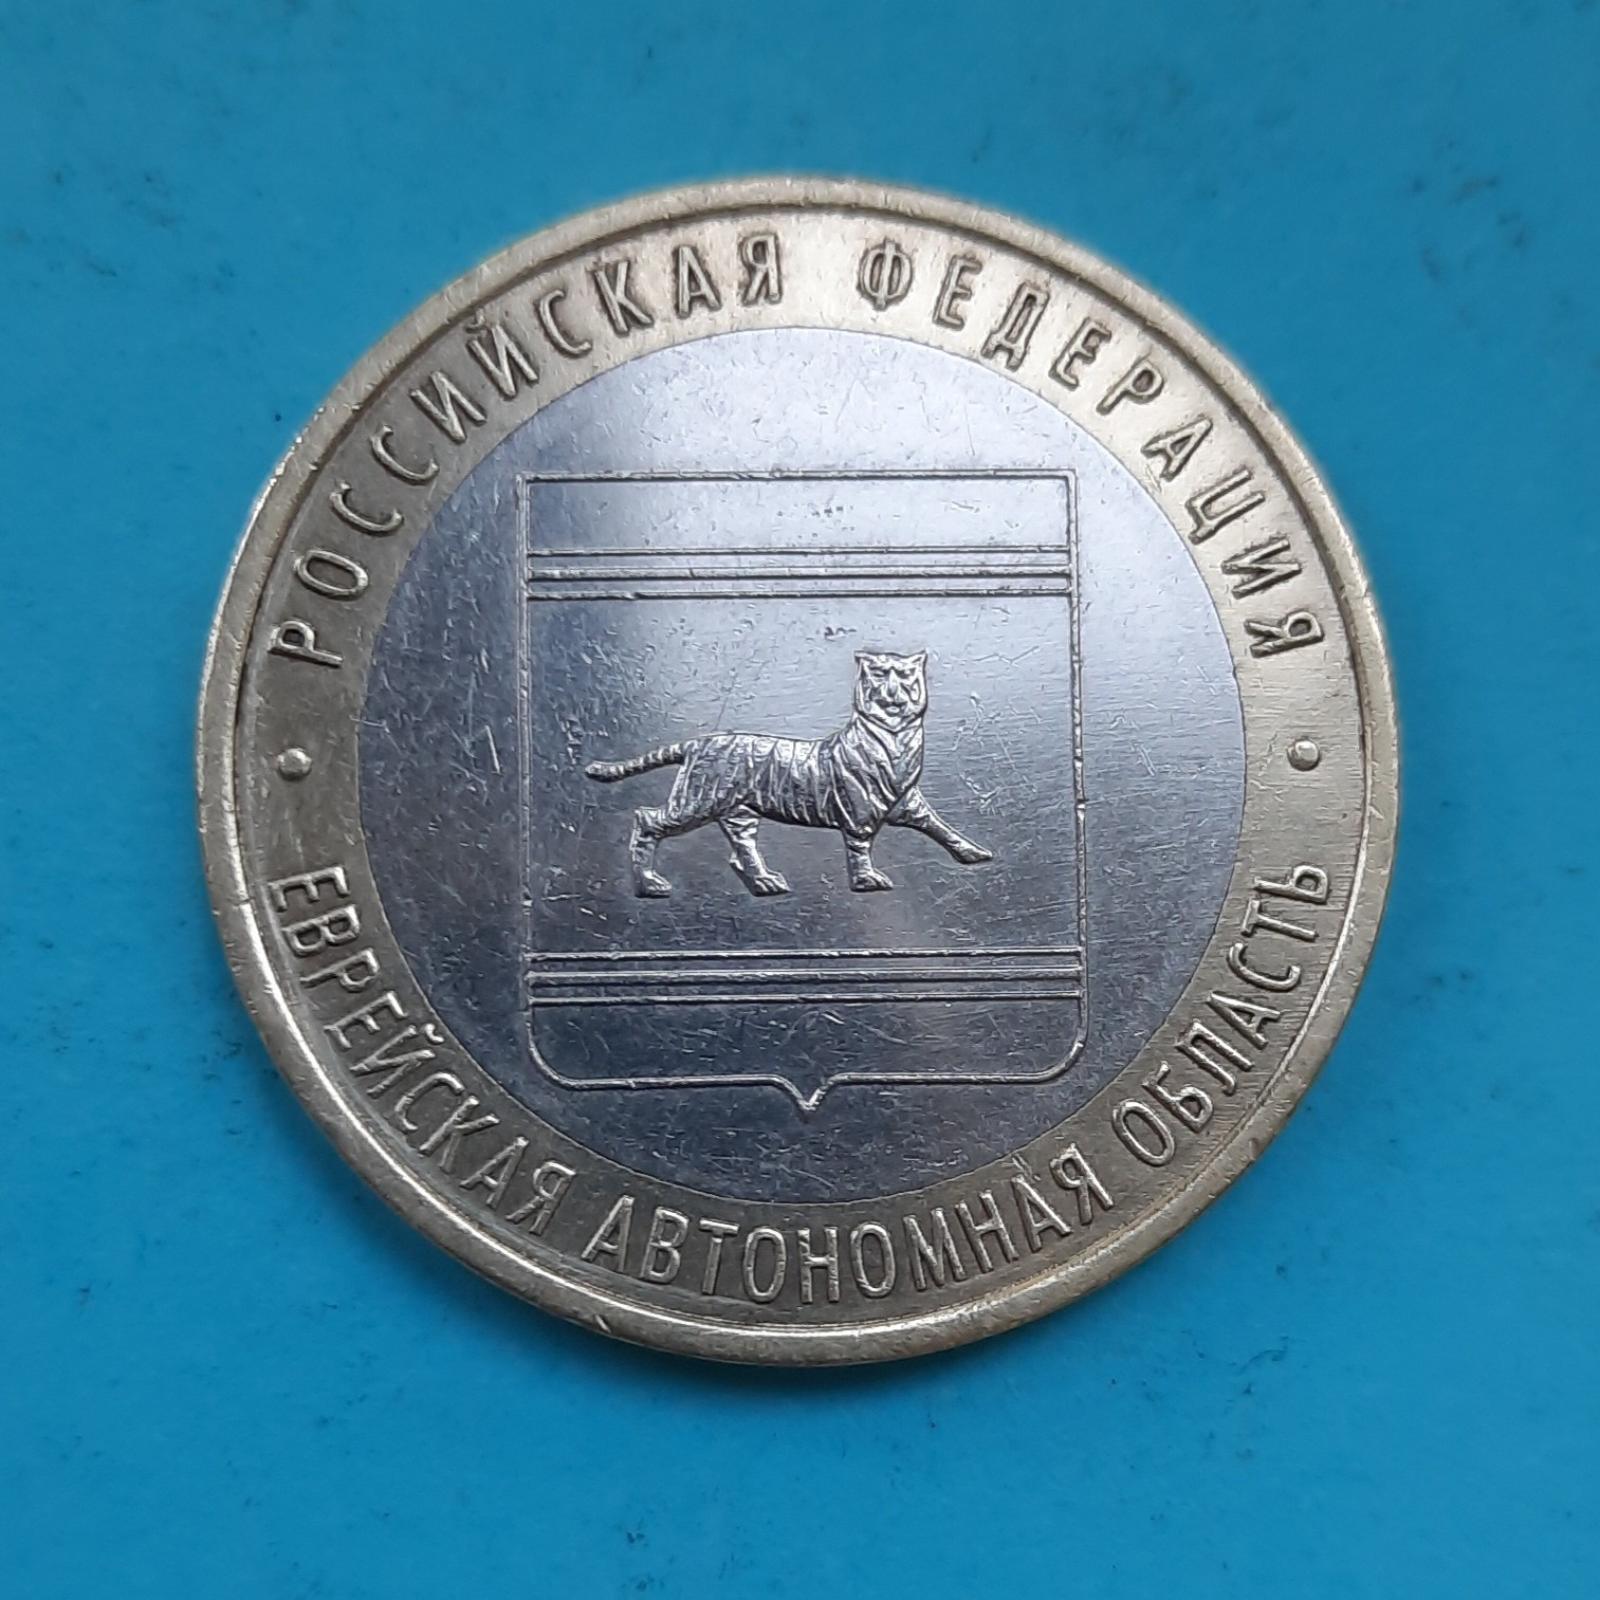 РОССИЙСКАЯ ФЕДЕРАЦИЯ
ЕВРЕЙСКАЯ АВТОНОМНАЯ ОБЛАСТЬ